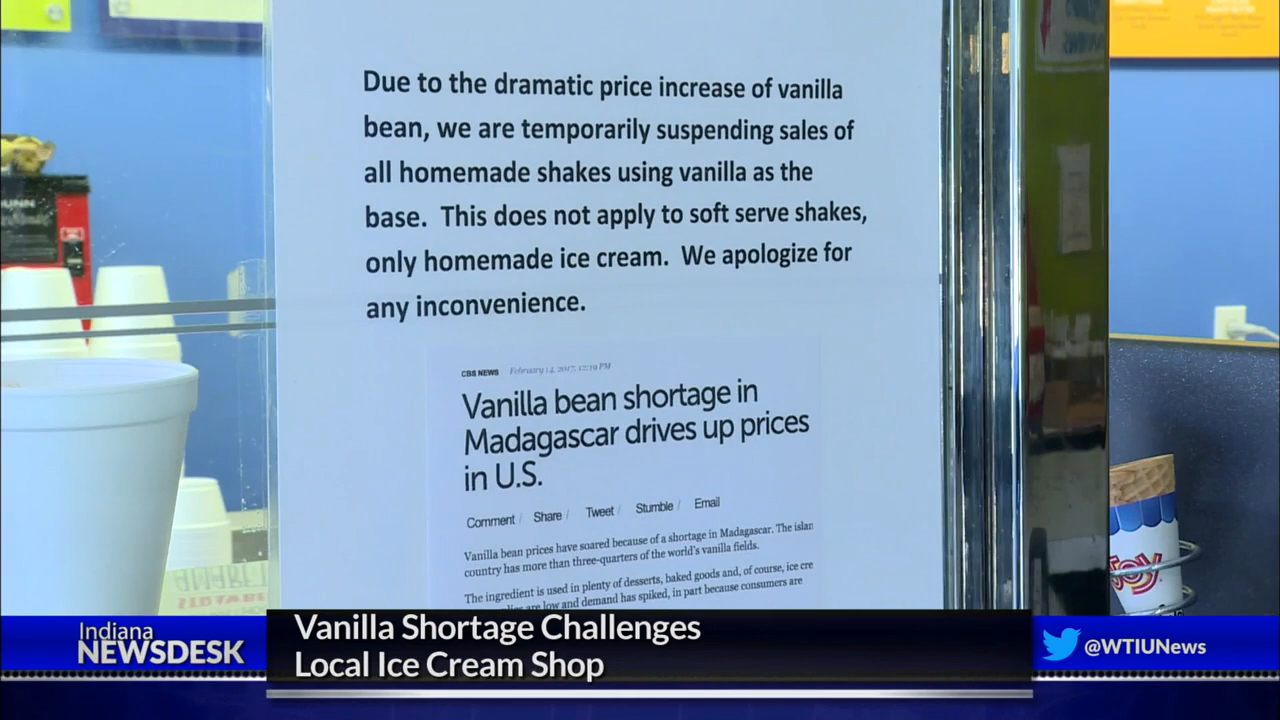 Due to the dramatic price increase of vanilla
bean, we are temporarily suspending sales of
all homemade shakes using vanilla as the
base. This does not apply to soft serve shakes,
only homemade ice cream. We apologize for
any inconvenience.
CBS NEWS February 14, 2017, 12:19 PM
Vanilla bean shortage in
Madagascar drives up prices
in U.S.
Comment / Share / Tweet / Stumble / Email
Vanilla bean prices have soared because of a shortage in Madagascar. The islan
country has more than three-quarters of the world's vanilla fields.
The ingredient is used in plenty of desserts, baked goods and, of course, ice cre
are low and demand has spiked, in part because consumers are
JOY
Indiana
NEWSDESK
Vanilla Shortage Challenges
Local Ice Cream Shop
@WTIUNews